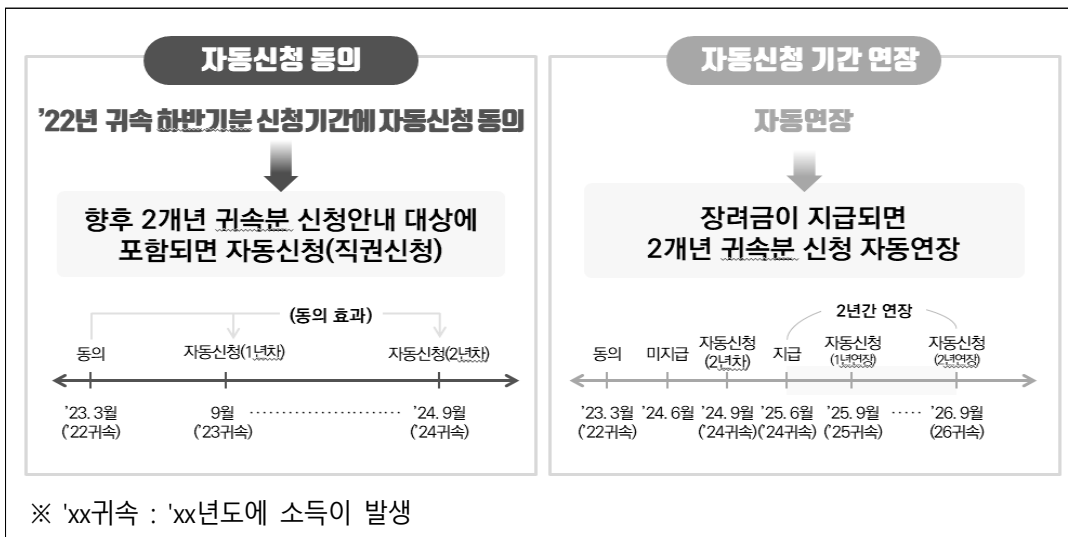 자동신청 동의
’22년 귀속 하반기분 신청기간에 자동신청 동의
향후 2개년 귀속분 신청안내 대상에
포함되면 자동신청(직권신청)
(동의 효과)
동의 자동신청(1년차) 자동신청(2년차)
’23. 3월 9월 ’24. 9월
(’22귀속) (’23귀속) (’24귀속)
자동신청 기간 연장
자동연장
장려금이 지급되면
2개년 귀속분 신청 자동연장
2년간 연장
동의 미지급 자동신청 지급 자동신청 자동신청
(2년차) (1년연장) (2년연장)
’23. 3월 ’24. 6월 ’24. 9월 ’25. 6월 ’25. 9월 ’26. 9월
(’22귀속) (’24귀속) (’24귀속) (’25귀속) (26귀속)
※ 'xx귀속 : 'xx년도에 소득이 발생